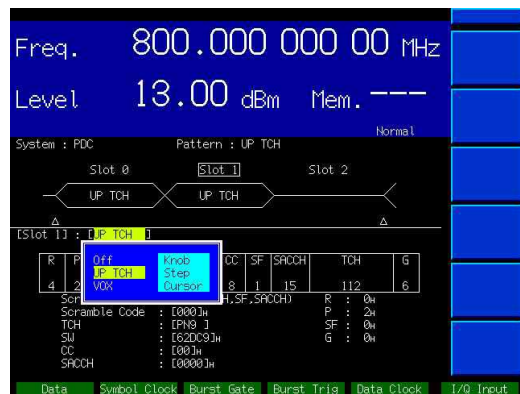 Freq. 800.000 000 00 MHz
Level 13.00 dBm Mem. ---
Normal
System : PDC Pattern : UP TCH
Slot 0 Slot 1 Slot 2
UP TCH UP TCH
[Slot 1] : [UP TCH ]
Off Knob
UP TCH Step
VOX Cursor
R P CC SF SACCH TCH G
4 2 8 1 15 112 6
Scr H,SF,SACCH) R : 0H
Scramble Code : [000]H P : 2H
TCH : [PN9 ] SF : 0H
SW : [62DC9]H G : 0H
CC : [00]H
SACCH : [0000]H
Data Symbol Clock Burst Gate Burst Trig Data Clock I/Q Input